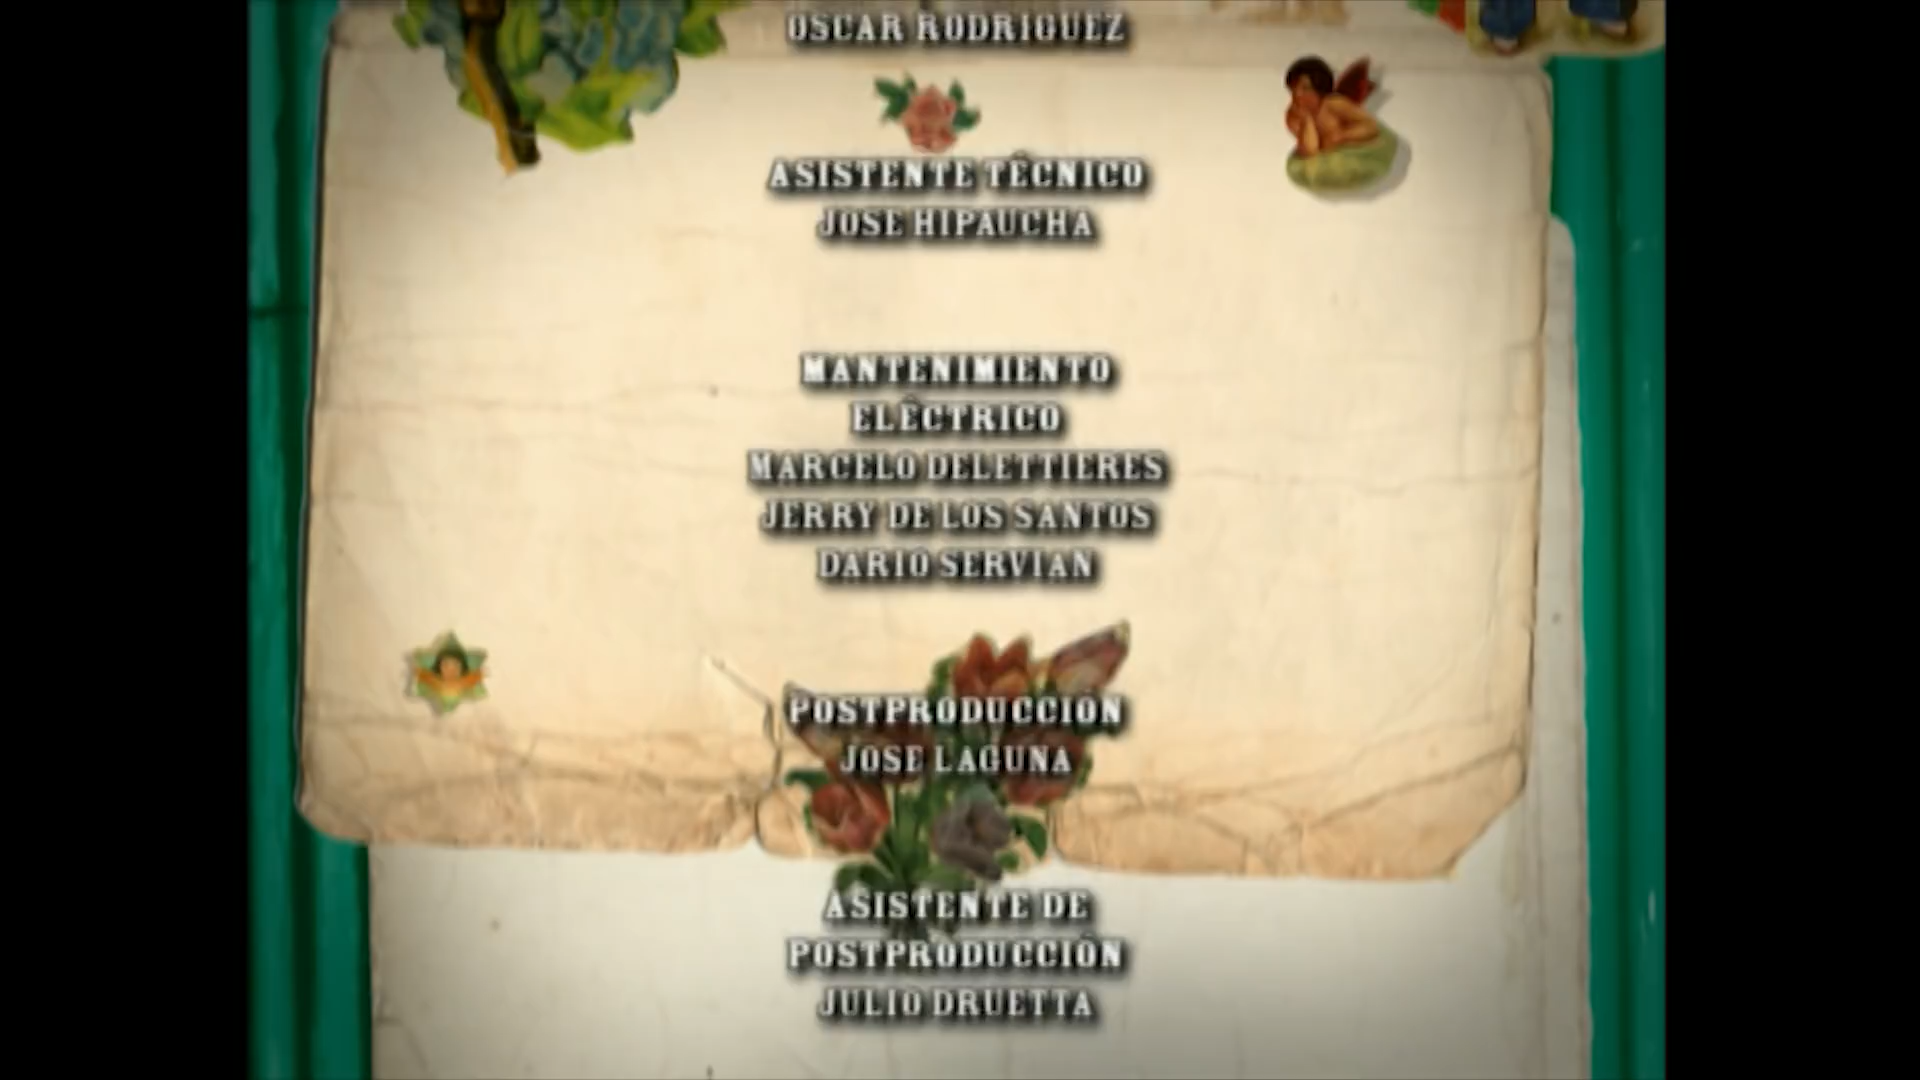 OSCAR RODRIGUEZ
ASISTENTE TÉCNICO
JOSE HIPAUCHA
MANTENIMIENTO
ELÉCTRICO
MARCELO DELETTIERES
JERRY DE LOS SANTOS
DARIO SERVIAN
POSTPRODUCCIÓN
JOSE LAGUNA
ASISTENTE DE
POSTPRODUCCIÓN
JULIO DRUETTA